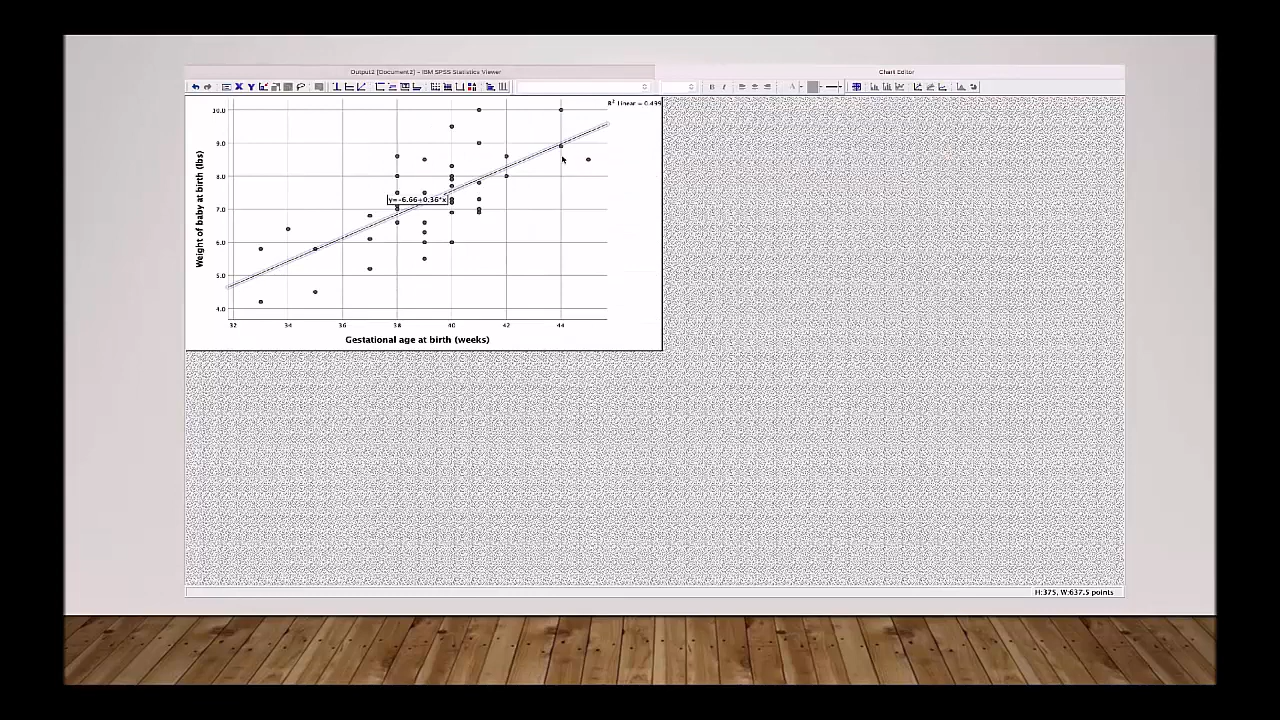 Output2 [Document2] - IBM SPSS Statistics Viewer
Chart Editor
X Y
B I
A
R² Linear = 0.499
10.0
9.0
8.0
7.0
6.0
5.0
4.0
Weight of baby at birth (lbs)
y=-6.66+0.36*x
32 34 36 38 40 42 44
Gestational age at birth (weeks)
H:375, W:637.5 points